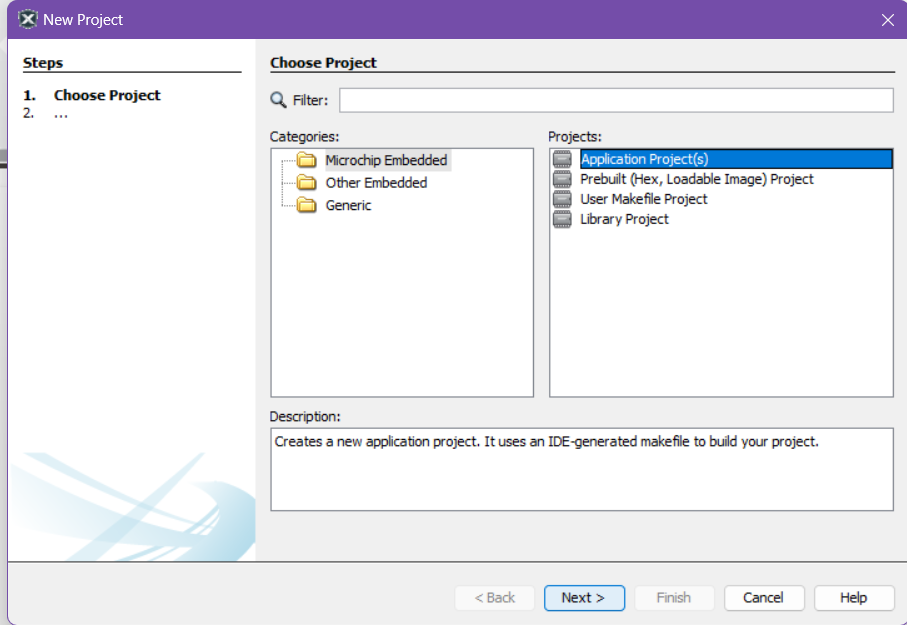 New Project
Steps
1. Choose Project
2. ...
Choose Project
Filter:
Categories:
Microchip Embedded
Other Embedded
Generic
Projects:
Application Project(s)
Prebuilt (Hex, Loadable Image) Project
User Makefile Project
Library Project
Description:
Creates a new application project. It uses an IDE-generated makefile to build your project.
< Back
Next >
Finish
Cancel
Help